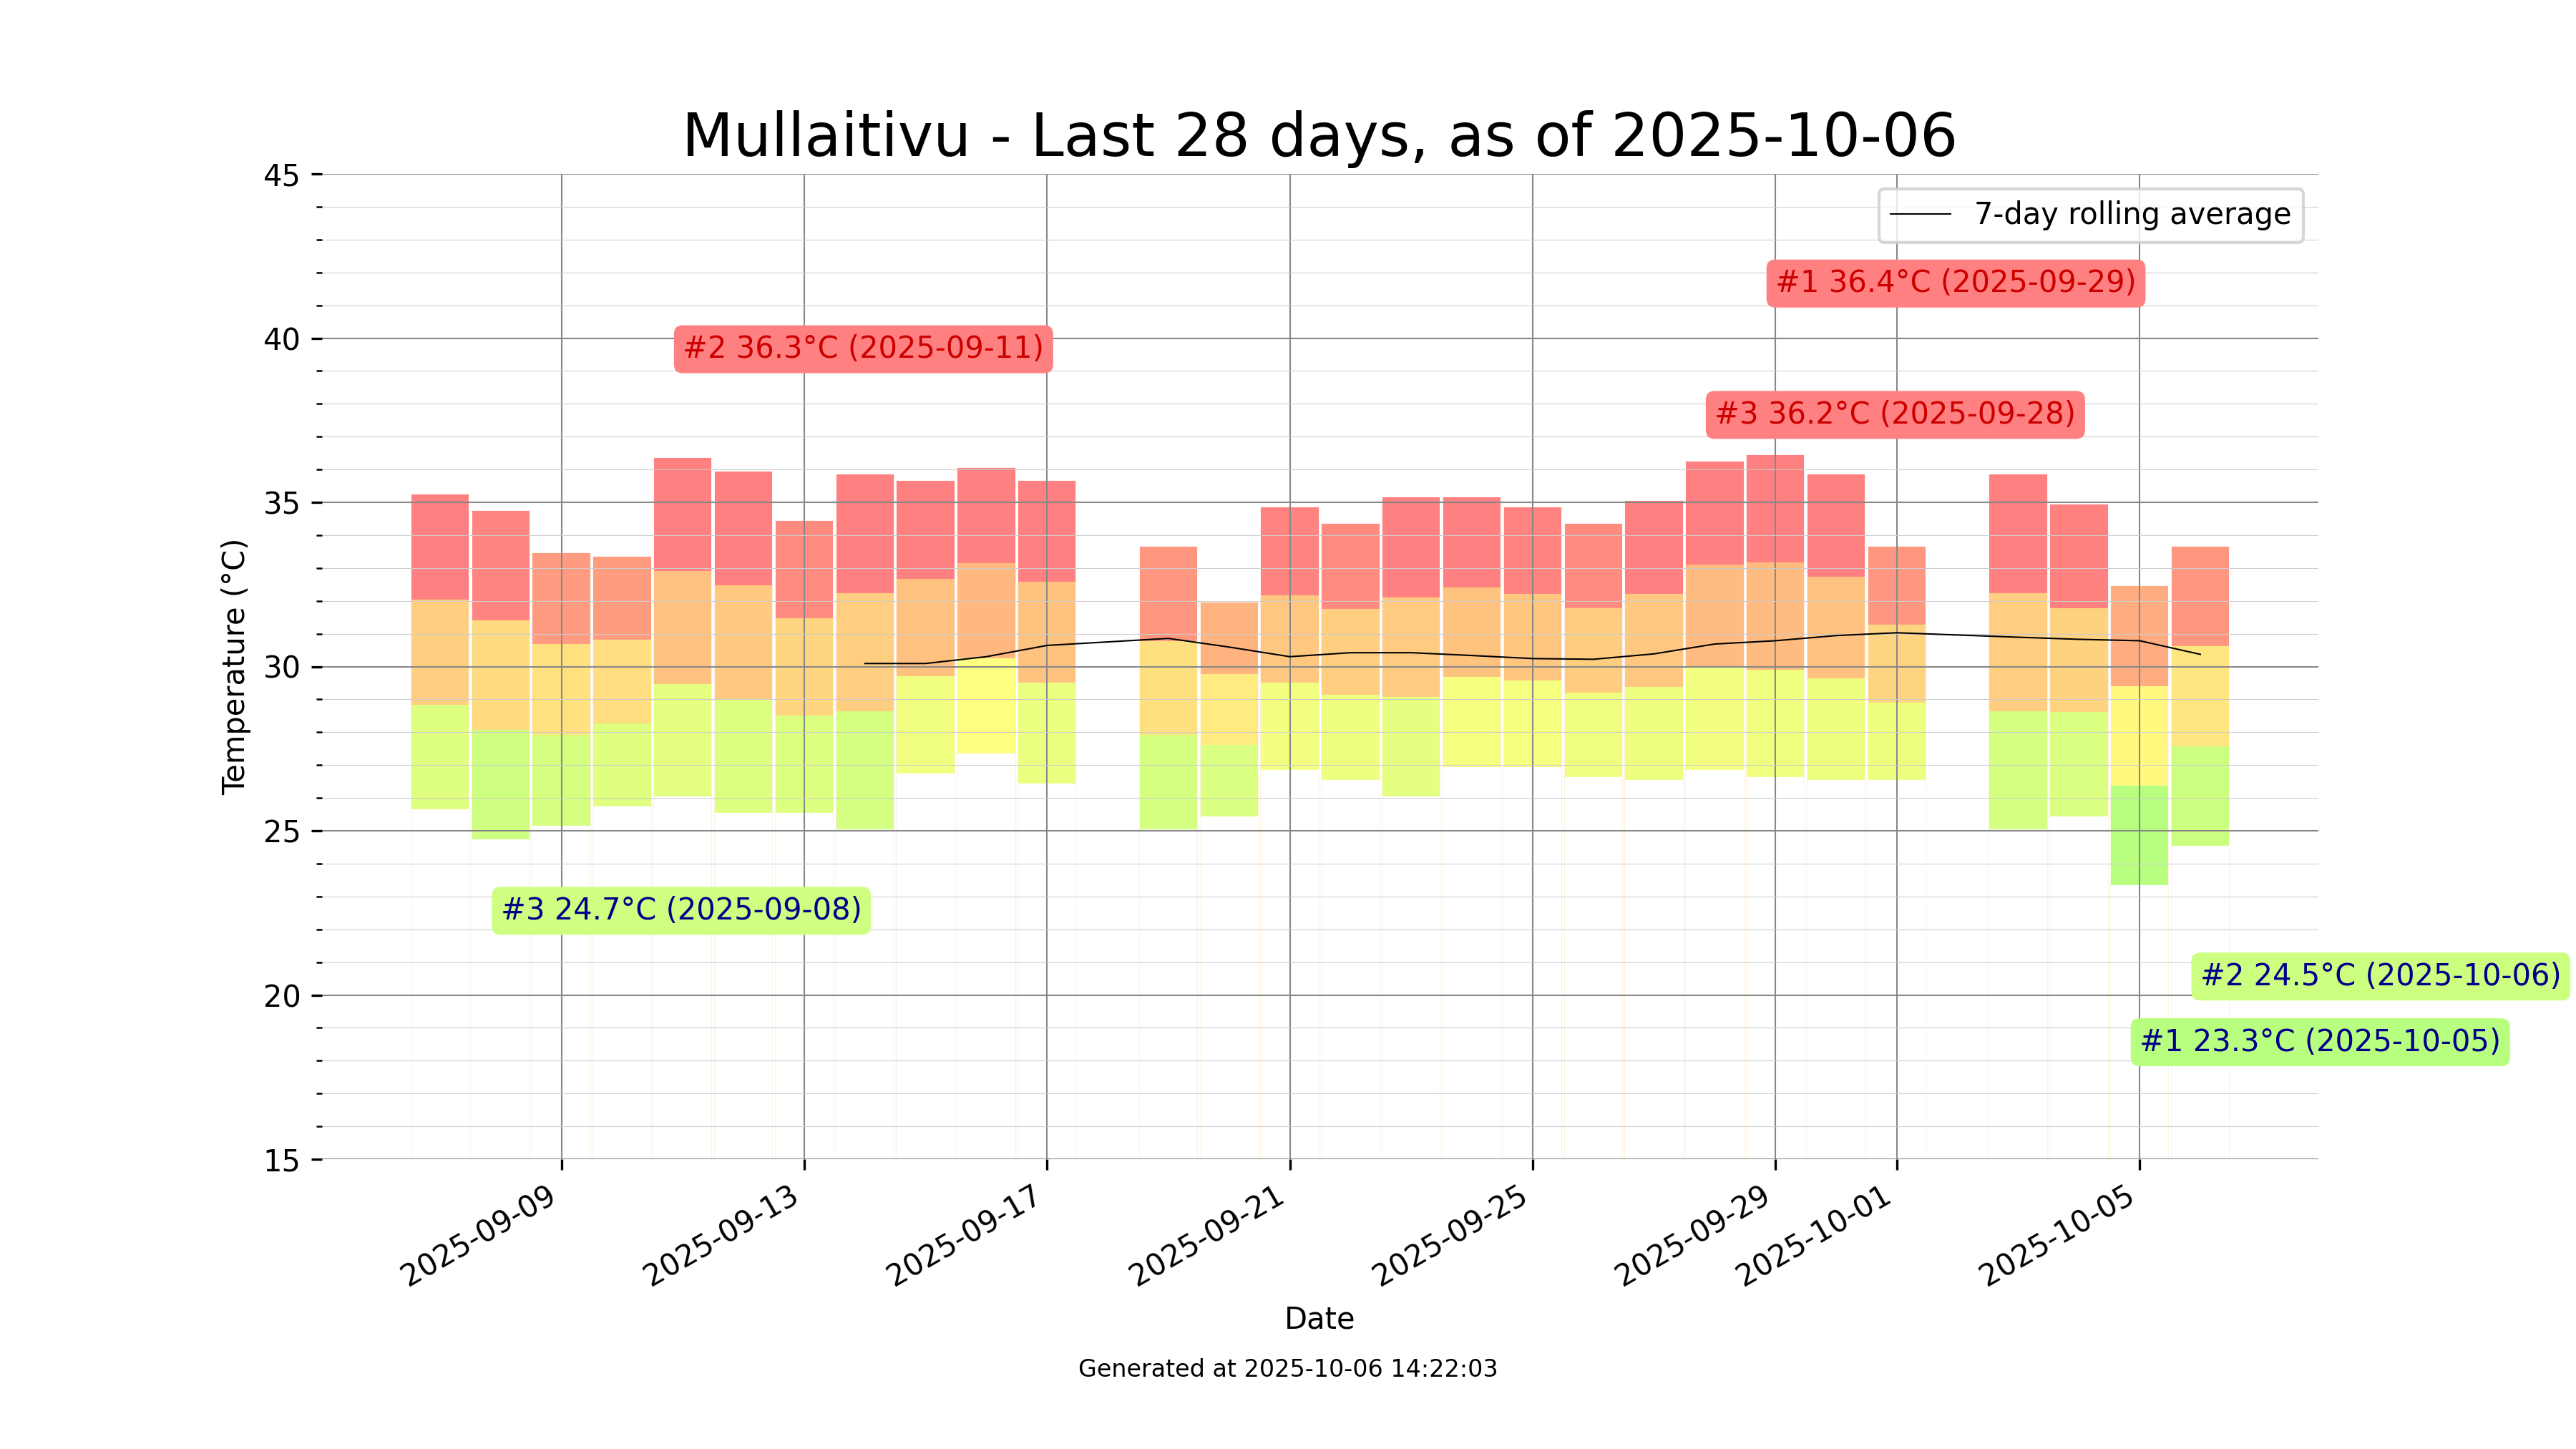 Mullaitivu - Last 28 days, as of 2025-10-06
45
7-day rolling average
#1 36.4°C (2025-09-29)
40
#2 36.3°C (2025-09-11)
#3 36.2°C (2025-09-28)
35
Temperature (°C)
30
25
#3 24.7°C (2025-09-08)
#2 24.5°C (2025-10-06)
20
#1 23.3°C (2025-10-05)
15
2025-09-09
2025-09-13
2025-09-17
2025-09-21
2025-09-25
2025-09-29
2025-10-01
2025-10-05
Date
Generated at 2025-10-06 14:22:03